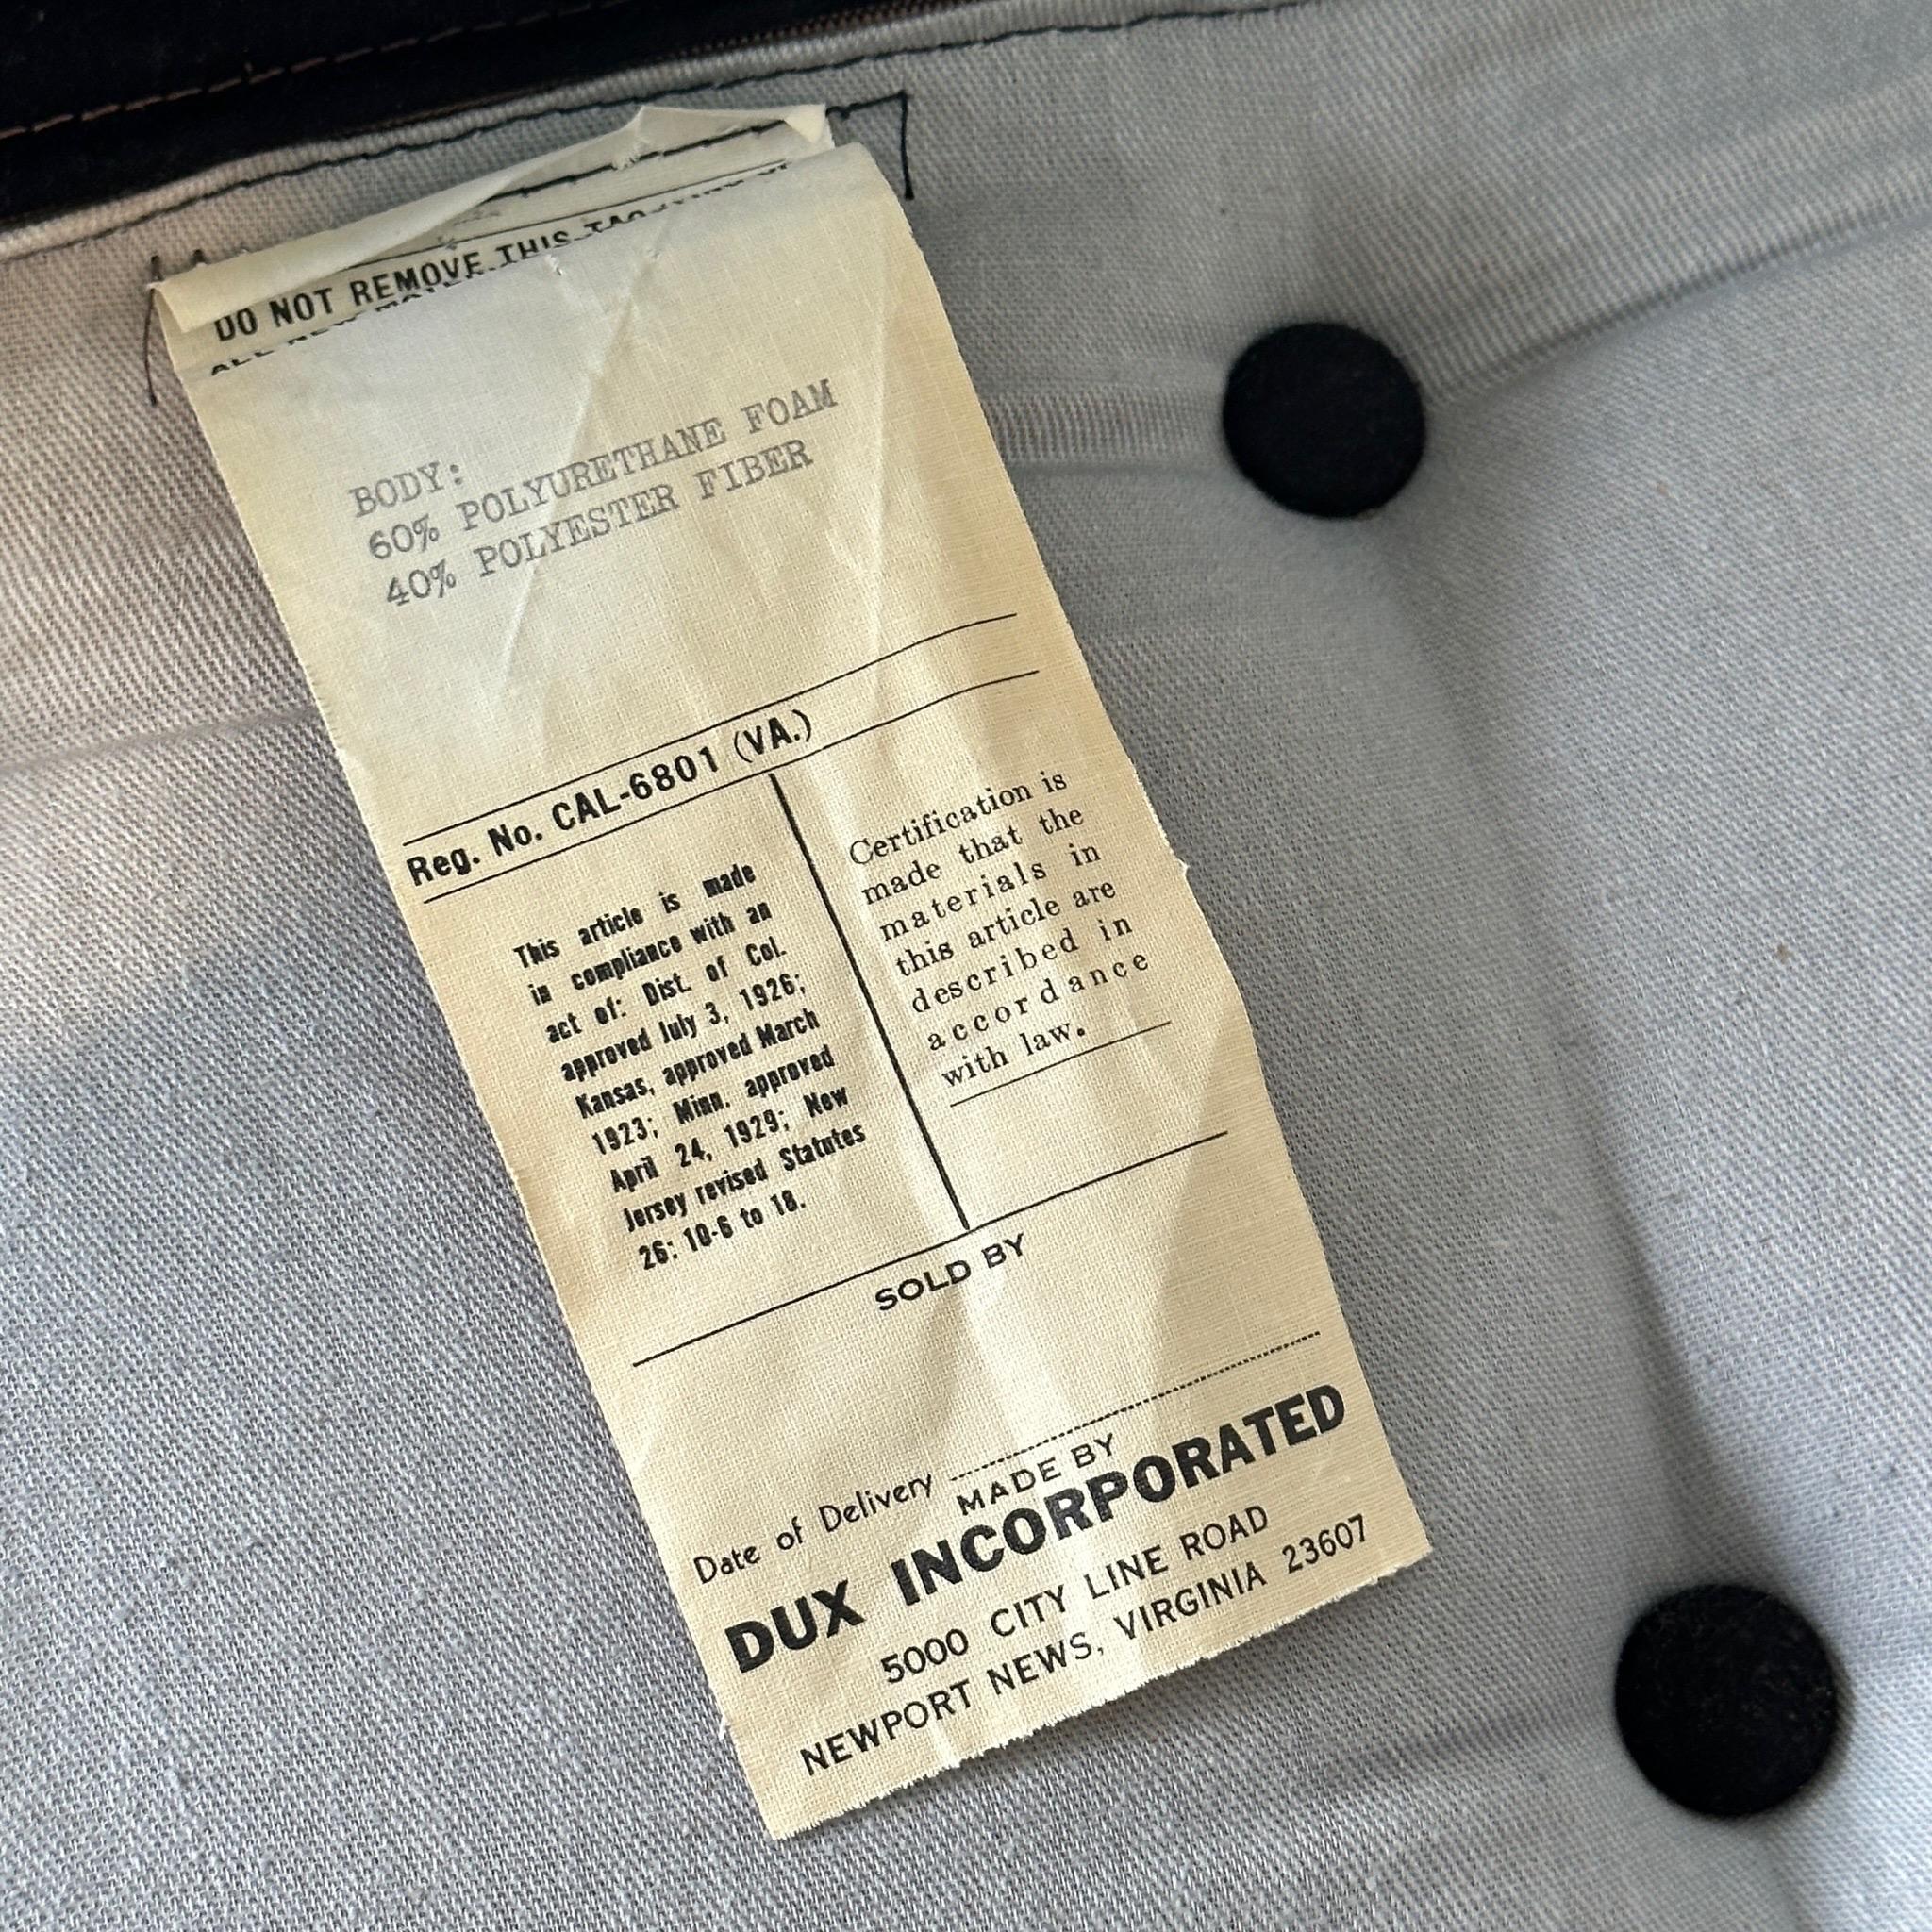 DO NOT REMOVE THIS TAG
ALL NEW
BODY:
60% POLYURETHANE FOAM
40% POLYESTER FIBER
Reg. No. CAL-6801 (VA.)
This article is made
in compliance with an
act of: Dist. of Col.
approved July 3, 1926;
Kansas, approved March
1923; Minn. approved
April 24, 1929; New
Jersey revised Statutes
26: 10-6 to 18.
Certification is
made that the
materials in
this article are
described in
accordance
with law.
SOLD BY
Date of Delivery
MADE BY
DUX INCORPORATED
5000 CITY LINE ROAD
NEWPORT NEWS, VIRGINIA 23607